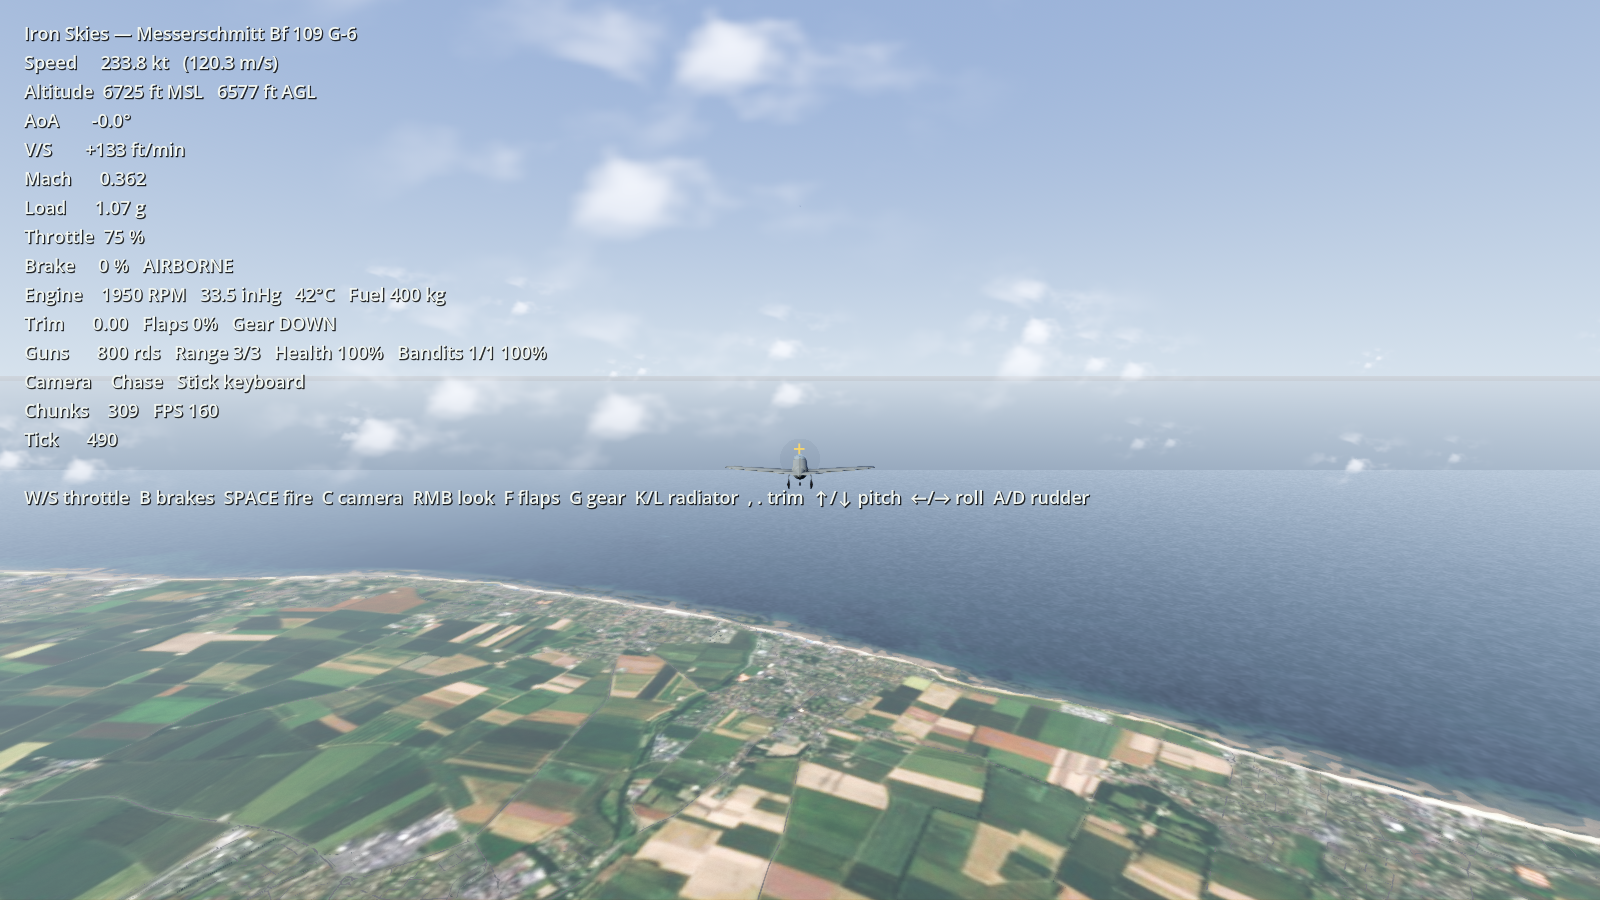 Iron Skies — Messerschmitt Bf 109 G-6
Speed 233.8 kt (120.3 m/s)
Altitude 6725 ft MSL 6577 ft AGL
AoA -0.0°
V/S +133 ft/min
Mach 0.362
Load 1.07 g
Throttle 75 %
Brake 0 % AIRBORNE
Engine 1950 RPM 33.5 inHg 42°C Fuel 400 kg
Trim 0.00 Flaps 0% Gear DOWN
Guns 800 rds Range 3/3 Health 100% Bandits 1/1 100%
Camera Chase Stick keyboard
Chunks 309 FPS 160
Tick 490
W/S throttle B brakes SPACE fire C camera RMB look F flaps G gear K/L radiator , . trim ↑/↓ pitch ←/→ roll A/D rudder